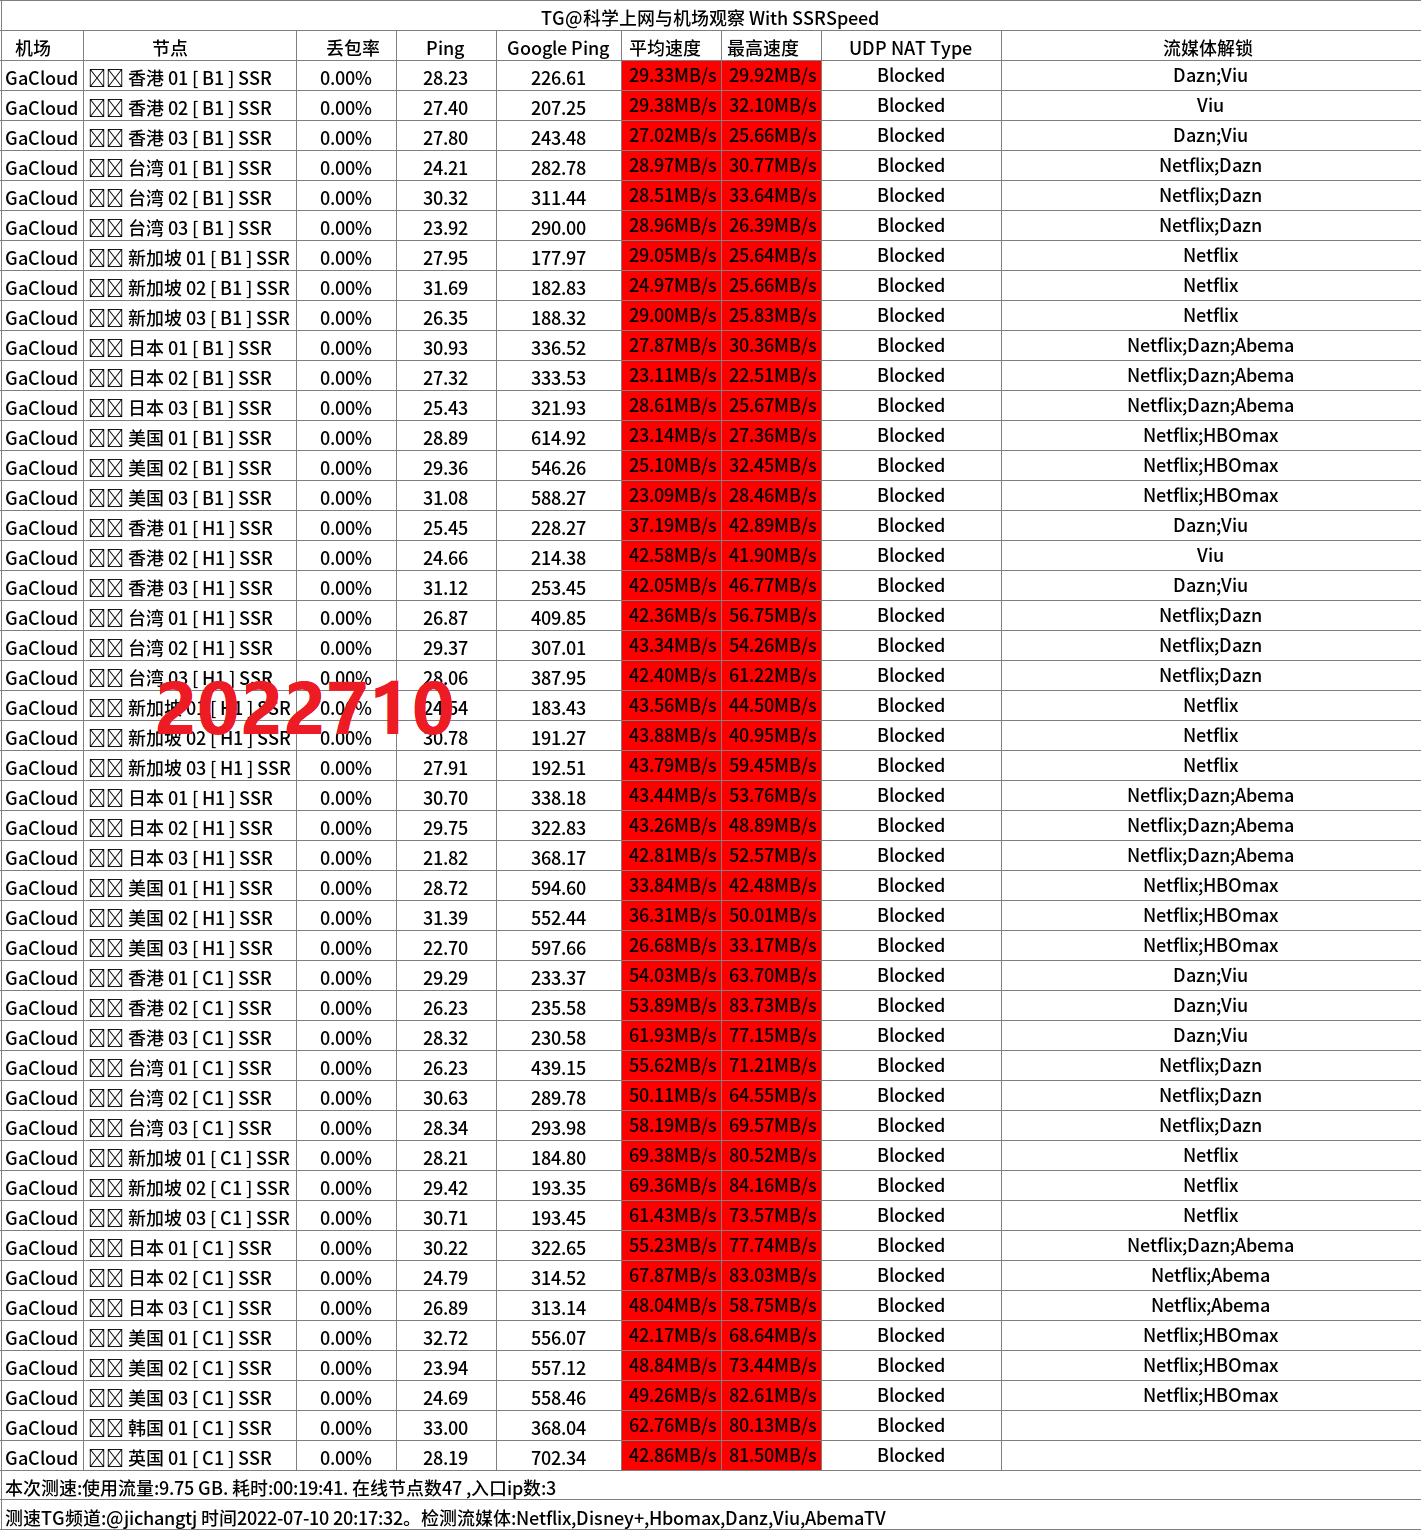 TG@科学上网与机场观察 With SSRSpeed
机场 节点 丢包率 Ping Google Ping 平均速度 最高速度 UDP NAT Type 流媒体解锁
GaCloud 香港 01 [ B1 ] SSR 0.00% 28.23 226.61 29.33MB/s 29.92MB/s Blocked Dazn;Viu
GaCloud 香港 02 [ B1 ] SSR 0.00% 27.40 207.25 29.38MB/s 32.10MB/s Blocked Viu
GaCloud 香港 03 [ B1 ] SSR 0.00% 27.80 243.48 27.02MB/s 25.66MB/s Blocked Dazn;Viu
GaCloud 台湾 01 [ B1 ] SSR 0.00% 24.21 282.78 28.97MB/s 30.77MB/s Blocked Netflix;Dazn
GaCloud 台湾 02 [ B1 ] SSR 0.00% 30.32 311.44 28.51MB/s 33.64MB/s Blocked Netflix;Dazn
GaCloud 台湾 03 [ B1 ] SSR 0.00% 23.92 290.00 28.96MB/s 26.39MB/s Blocked Netflix;Dazn
GaCloud 新加坡 01 [ B1 ] SSR 0.00% 27.95 177.97 29.05MB/s 25.64MB/s Blocked Netflix
GaCloud 新加坡 02 [ B1 ] SSR 0.00% 31.69 182.83 24.97MB/s 25.66MB/s Blocked Netflix
GaCloud 新加坡 03 [ B1 ] SSR 0.00% 26.35 188.32 29.00MB/s 25.83MB/s Blocked Netflix
GaCloud 日本 01 [ B1 ] SSR 0.00% 30.93 336.52 27.87MB/s 30.36MB/s Blocked Netflix;Dazn;Abema
GaCloud 日本 02 [ B1 ] SSR 0.00% 27.32 333.53 23.11MB/s 22.51MB/s Blocked Netflix;Dazn;Abema
GaCloud 日本 03 [ B1 ] SSR 0.00% 25.43 321.93 28.61MB/s 25.67MB/s Blocked Netflix;Dazn;Abema
GaCloud 美国 01 [ B1 ] SSR 0.00% 28.89 614.92 23.14MB/s 27.36MB/s Blocked Netflix;HBOmax
GaCloud 美国 02 [ B1 ] SSR 0.00% 29.36 546.26 25.10MB/s 32.45MB/s Blocked Netflix;HBOmax
GaCloud 美国 03 [ B1 ] SSR 0.00% 31.08 588.27 23.09MB/s 28.46MB/s Blocked Netflix;HBOmax
GaCloud 香港 01 [ H1 ] SSR 0.00% 25.45 228.27 37.19MB/s 42.89MB/s Blocked Dazn;Viu
GaCloud 香港 02 [ H1 ] SSR 0.00% 24.66 214.38 42.58MB/s 41.90MB/s Blocked Viu
GaCloud 香港 03 [ H1 ] SSR 0.00% 31.12 253.45 42.05MB/s 46.77MB/s Blocked Dazn;Viu
GaCloud 台湾 01 [ H1 ] SSR 0.00% 26.87 409.85 42.36MB/s 56.75MB/s Blocked Netflix;Dazn
GaCloud 台湾 02 [ H1 ] SSR 0.00% 29.37 307.01 43.34MB/s 54.26MB/s Blocked Netflix;Dazn
GaCloud 台湾 03 [ H1 ] SSR 0.00% 28.06 387.95 42.40MB/s 61.22MB/s Blocked Netflix;Dazn
2022710
GaCloud 新加坡 01 [ H1 ] SSR 0.00% 24.54 183.43 43.56MB/s 44.50MB/s Blocked Netflix
GaCloud 新加坡 02 [ H1 ] SSR 0.00% 30.78 191.27 43.88MB/s 40.95MB/s Blocked Netflix
GaCloud 新加坡 03 [ H1 ] SSR 0.00% 27.91 192.51 43.79MB/s 59.45MB/s Blocked Netflix
GaCloud 日本 01 [ H1 ] SSR 0.00% 30.70 338.18 43.44MB/s 53.76MB/s Blocked Netflix;Dazn;Abema
GaCloud 日本 02 [ H1 ] SSR 0.00% 29.75 322.83 43.26MB/s 48.89MB/s Blocked Netflix;Dazn;Abema
GaCloud 日本 03 [ H1 ] SSR 0.00% 21.82 368.17 42.81MB/s 52.57MB/s Blocked Netflix;Dazn;Abema
GaCloud 美国 01 [ H1 ] SSR 0.00% 28.72 594.60 33.84MB/s 42.48MB/s Blocked Netflix;HBOmax
GaCloud 美国 02 [ H1 ] SSR 0.00% 31.39 552.44 36.31MB/s 50.01MB/s Blocked Netflix;HBOmax
GaCloud 美国 03 [ H1 ] SSR 0.00% 22.70 597.66 26.68MB/s 33.17MB/s Blocked Netflix;HBOmax
GaCloud 香港 01 [ C1 ] SSR 0.00% 29.29 233.37 54.03MB/s 63.70MB/s Blocked Dazn;Viu
GaCloud 香港 02 [ C1 ] SSR 0.00% 26.23 235.58 53.89MB/s 83.73MB/s Blocked Dazn;Viu
GaCloud 香港 03 [ C1 ] SSR 0.00% 28.32 230.58 61.93MB/s 77.15MB/s Blocked Dazn;Viu
GaCloud 台湾 01 [ C1 ] SSR 0.00% 26.23 439.15 55.62MB/s 71.21MB/s Blocked Netflix;Dazn
GaCloud 台湾 02 [ C1 ] SSR 0.00% 30.63 289.78 50.11MB/s 64.55MB/s Blocked Netflix;Dazn
GaCloud 台湾 03 [ C1 ] SSR 0.00% 28.34 293.98 58.19MB/s 69.57MB/s Blocked Netflix;Dazn
GaCloud 新加坡 01 [ C1 ] SSR 0.00% 28.21 184.80 69.38MB/s 80.52MB/s Blocked Netflix
GaCloud 新加坡 02 [ C1 ] SSR 0.00% 29.42 193.35 69.36MB/s 84.16MB/s Blocked Netflix
GaCloud 新加坡 03 [ C1 ] SSR 0.00% 30.71 193.45 61.43MB/s 73.57MB/s Blocked Netflix
GaCloud 日本 01 [ C1 ] SSR 0.00% 30.22 322.65 55.23MB/s 77.74MB/s Blocked Netflix;Dazn;Abema
GaCloud 日本 02 [ C1 ] SSR 0.00% 24.79 314.52 67.87MB/s 83.03MB/s Blocked Netflix;Abema
GaCloud 日本 03 [ C1 ] SSR 0.00% 26.89 313.14 48.04MB/s 58.75MB/s Blocked Netflix;Abema
GaCloud 美国 01 [ C1 ] SSR 0.00% 32.72 556.07 42.17MB/s 68.64MB/s Blocked Netflix;HBOmax
GaCloud 美国 02 [ C1 ] SSR 0.00% 23.94 557.12 48.84MB/s 73.44MB/s Blocked Netflix;HBOmax
GaCloud 美国 03 [ C1 ] SSR 0.00% 24.69 558.46 49.26MB/s 82.61MB/s Blocked Netflix;HBOmax
GaCloud 韩国 01 [ C1 ] SSR 0.00% 33.00 368.04 62.76MB/s 80.13MB/s Blocked
GaCloud 英国 01 [ C1 ] SSR 0.00% 28.19 702.34 42.86MB/s 81.50MB/s Blocked
本次测速:使用流量:9.75 GB. 耗时:00:19:41. 在线节点数47 ,入口ip数:3
测速TG频道:@jichangtj 时间2022-07-10 20:17:32。检测流媒体:Netflix,Disney+,Hbomax,Danz,Viu,AbemaTV